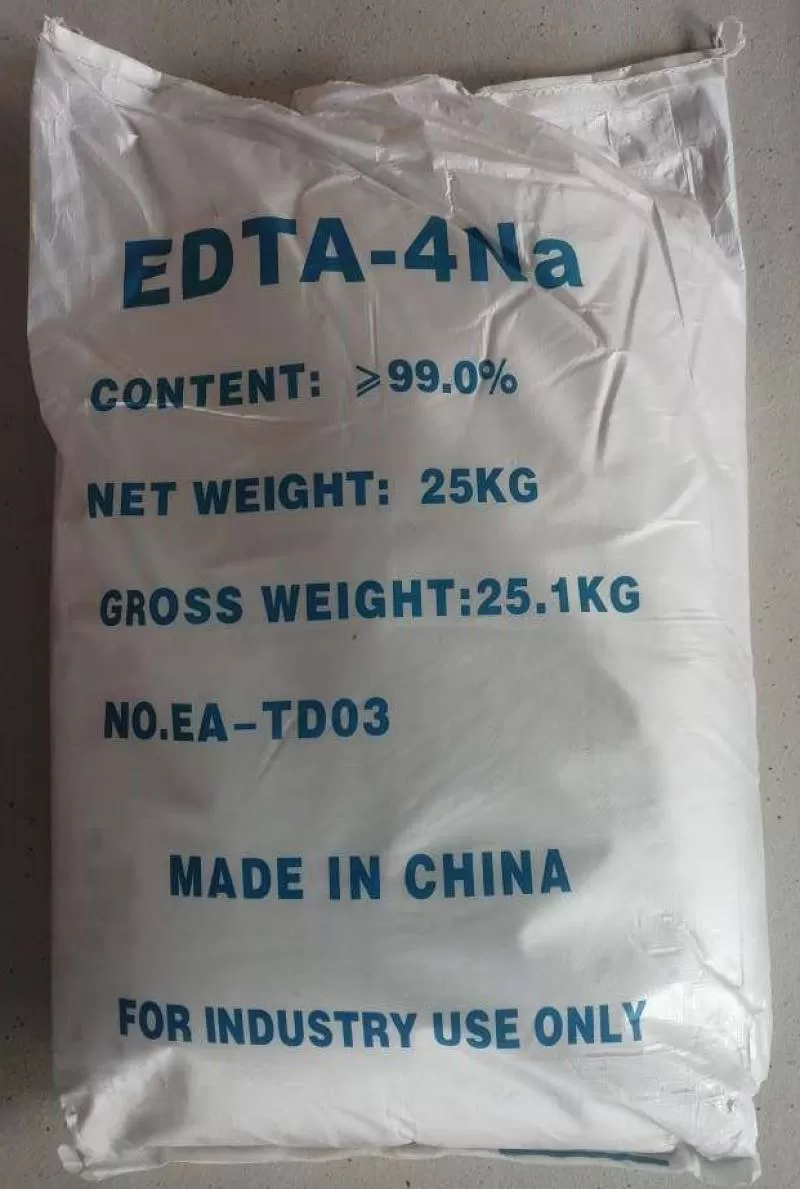 EDTA-4Na
CONTENT: ⩾99.0%
NET WEIGHT: 25KG
GROSS WEIGHT:25.1KG
NO.EA-TD03
MADE IN CHINA
FOR INDUSTRY USE ONLY